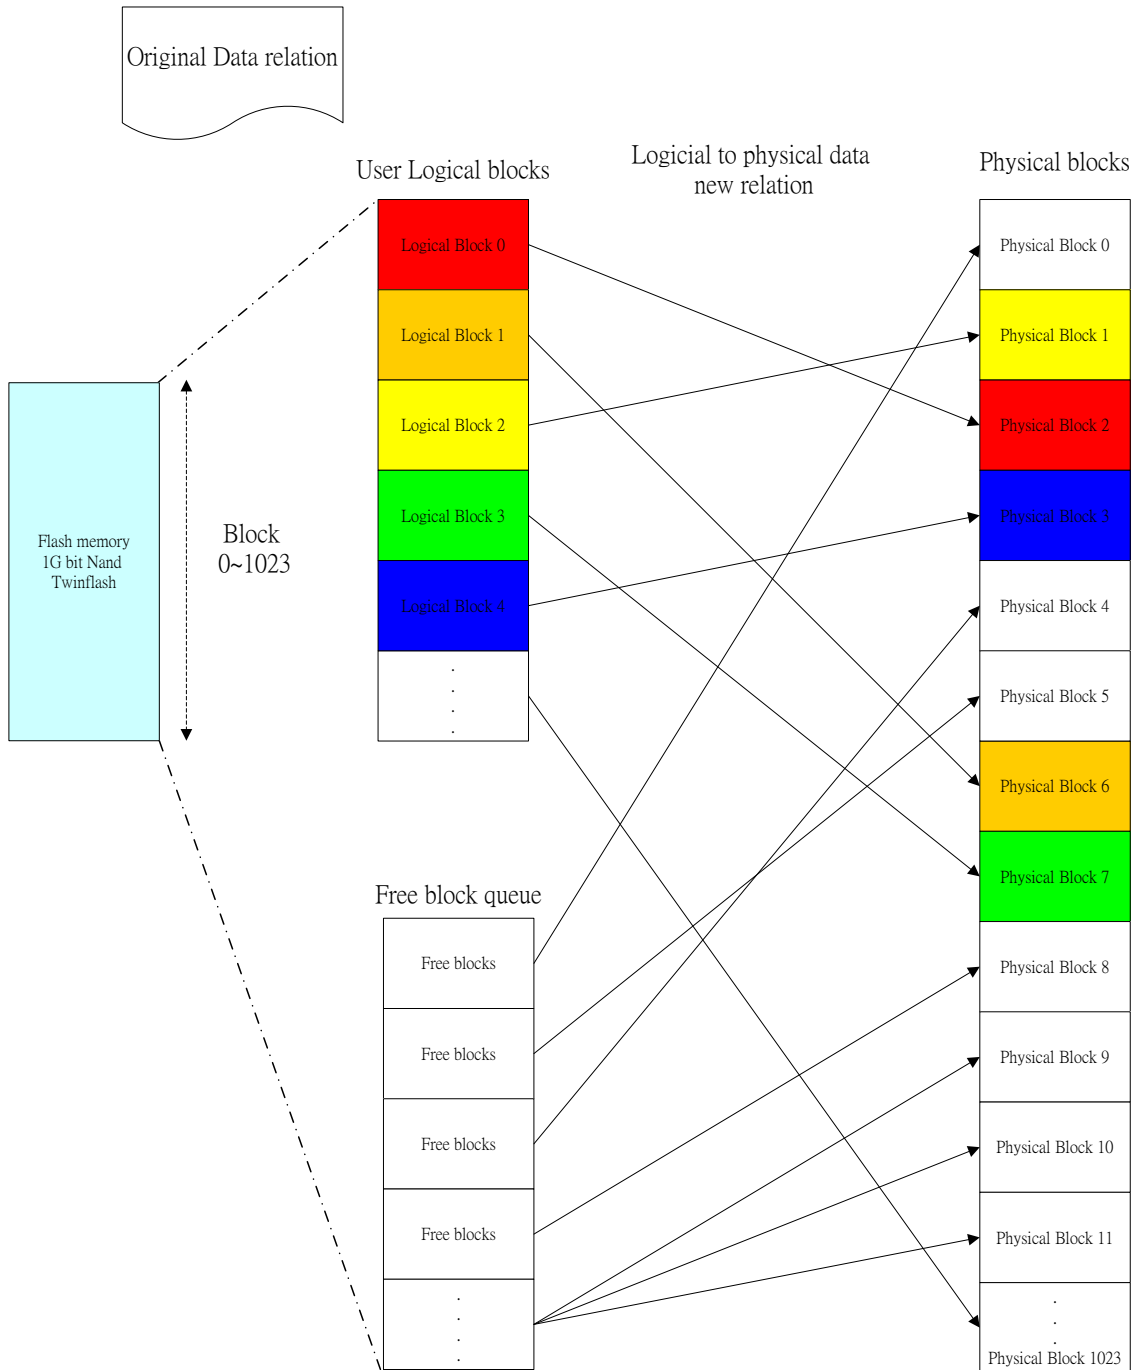 Original Data relation
User Logical blocks
Logicial to physical data
new relation
Physical blocks
Logical Block 0
Logical Block 1
Logical Block 2
Logical Block 3
Logical Block 4
.
.
.
.
Flash memory
1G bit Nand
Twinflash
Block
0~1023
Free block queue
Free blocks
Free blocks
Free blocks
Free blocks
.
.
.
.
Physical Block 0
Physical Block 1
Physical Block 2
Physical Block 3
Physical Block 4
Physical Block 5
Physical Block 6
Physical Block 7
Physical Block 8
Physical Block 9
Physical Block 10
Physical Block 11
.
.
.
Physical Block 1023